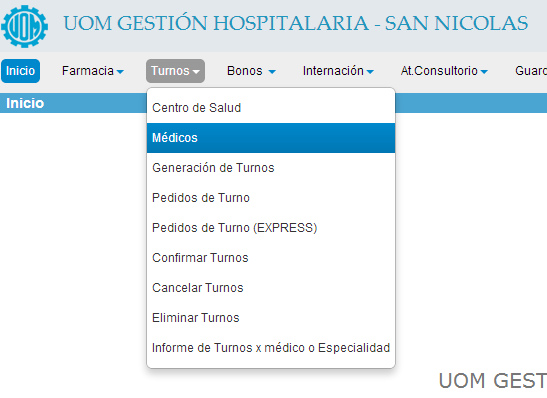 UOM
UOM GESTIÓN HOSPITALARIA - SAN NICOLAS
Inicio Farmacia Turnos Bonos Internación At.Consultorio Guard
Inicio
Centro de Salud
Médicos
Generación de Turnos
Pedidos de Turno
Pedidos de Turno (EXPRESS)
Confirmar Turnos
Cancelar Turnos
Eliminar Turnos
Informe de Turnos x médico o Especialidad
UOM GEST